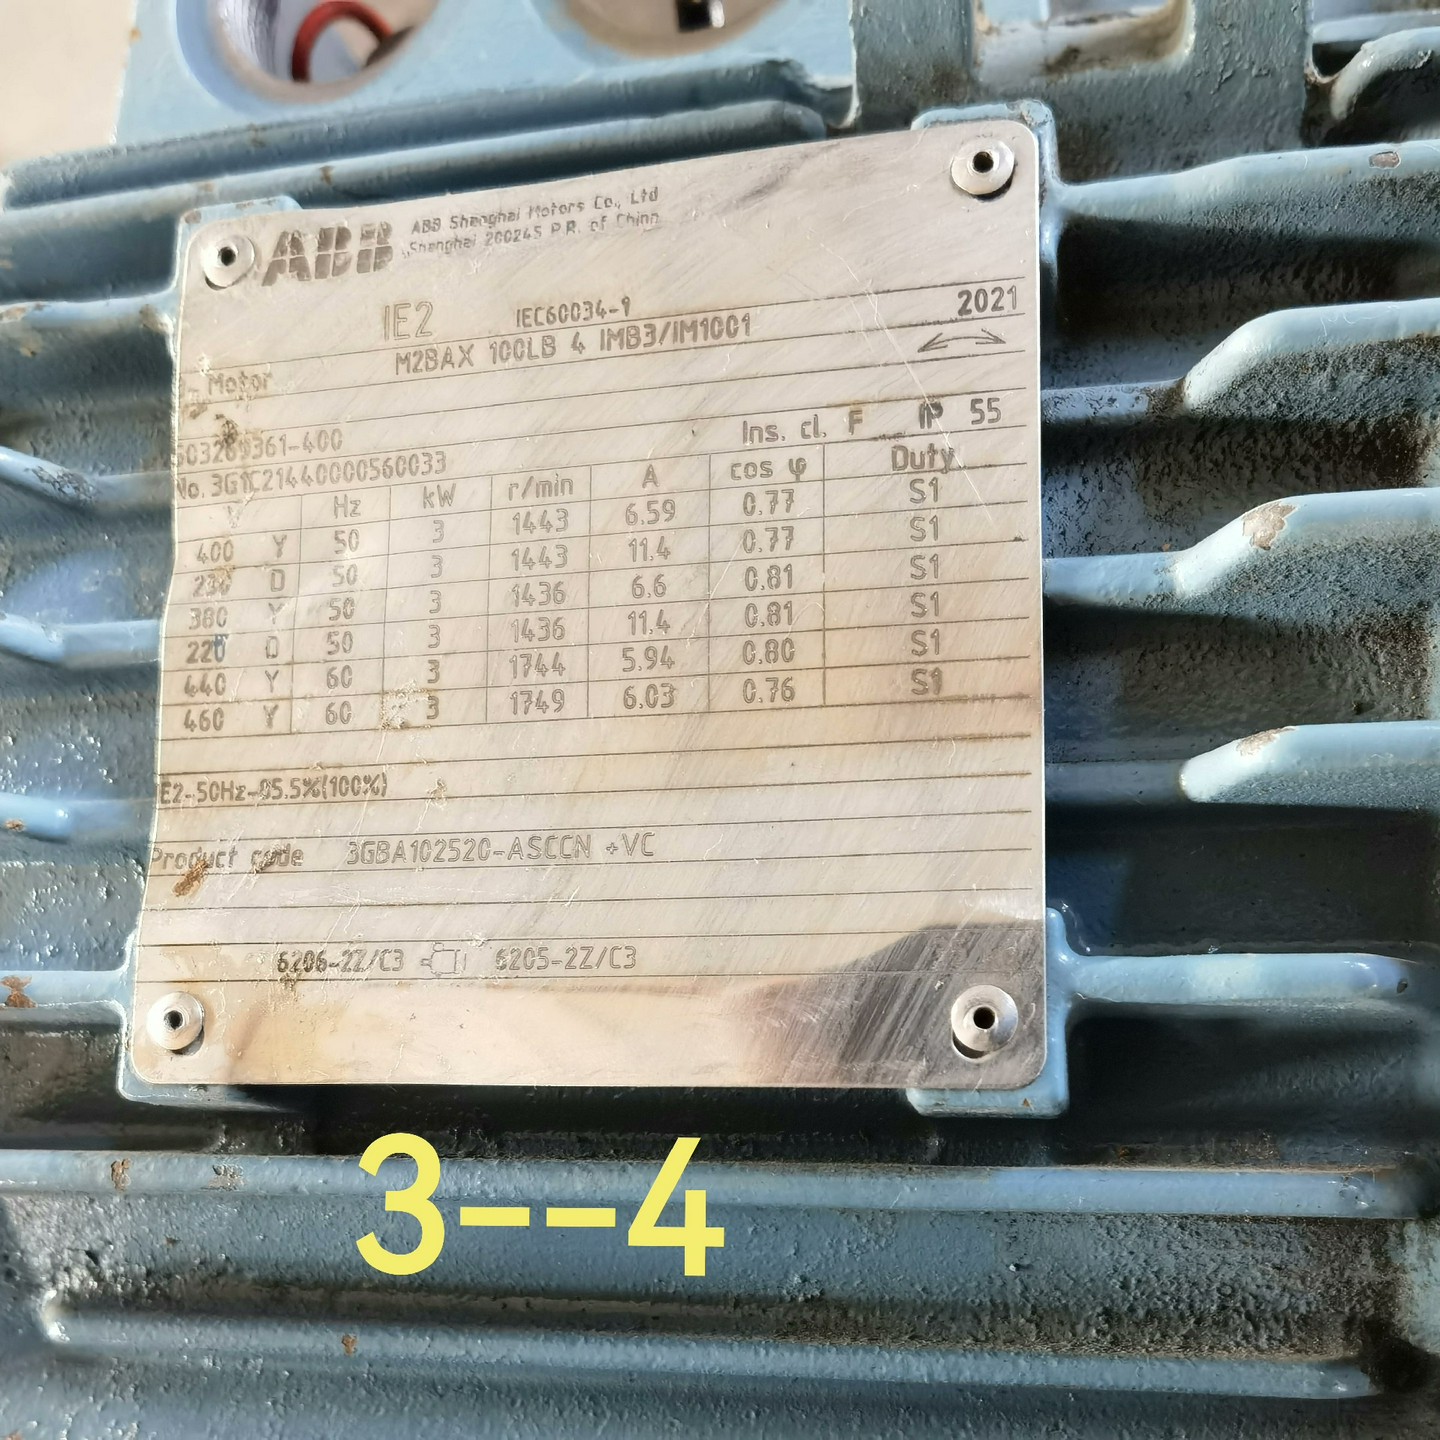 ABB
ABB Shanghai Motors Co., Ltd
Shanghai 200245 P.R. of China
IE2 IEC60034-1 2021
M2BAX 100LB 4 IMB3/IM1001
Motor
No. 3G1C21440000560033 Ins. cl. F IP 55
V Hz kW r/min A cos φ Duty
400 Y 50 3 1443 6.59 0.77 S1
230 D 50 3 1443 11.4 0.77 S1
380 Y 50 3 1436 6.6 0.81 S1
220 D 50 3 1436 11.4 0.81 S1
440 Y 60 3 1744 5.94 0.80 S1
460 Y 60 3 1749 6.03 0.76 S1
Product code 3GBA102520-ASCCN +VC
6206-2Z/C3 6205-2Z/C3
3--4